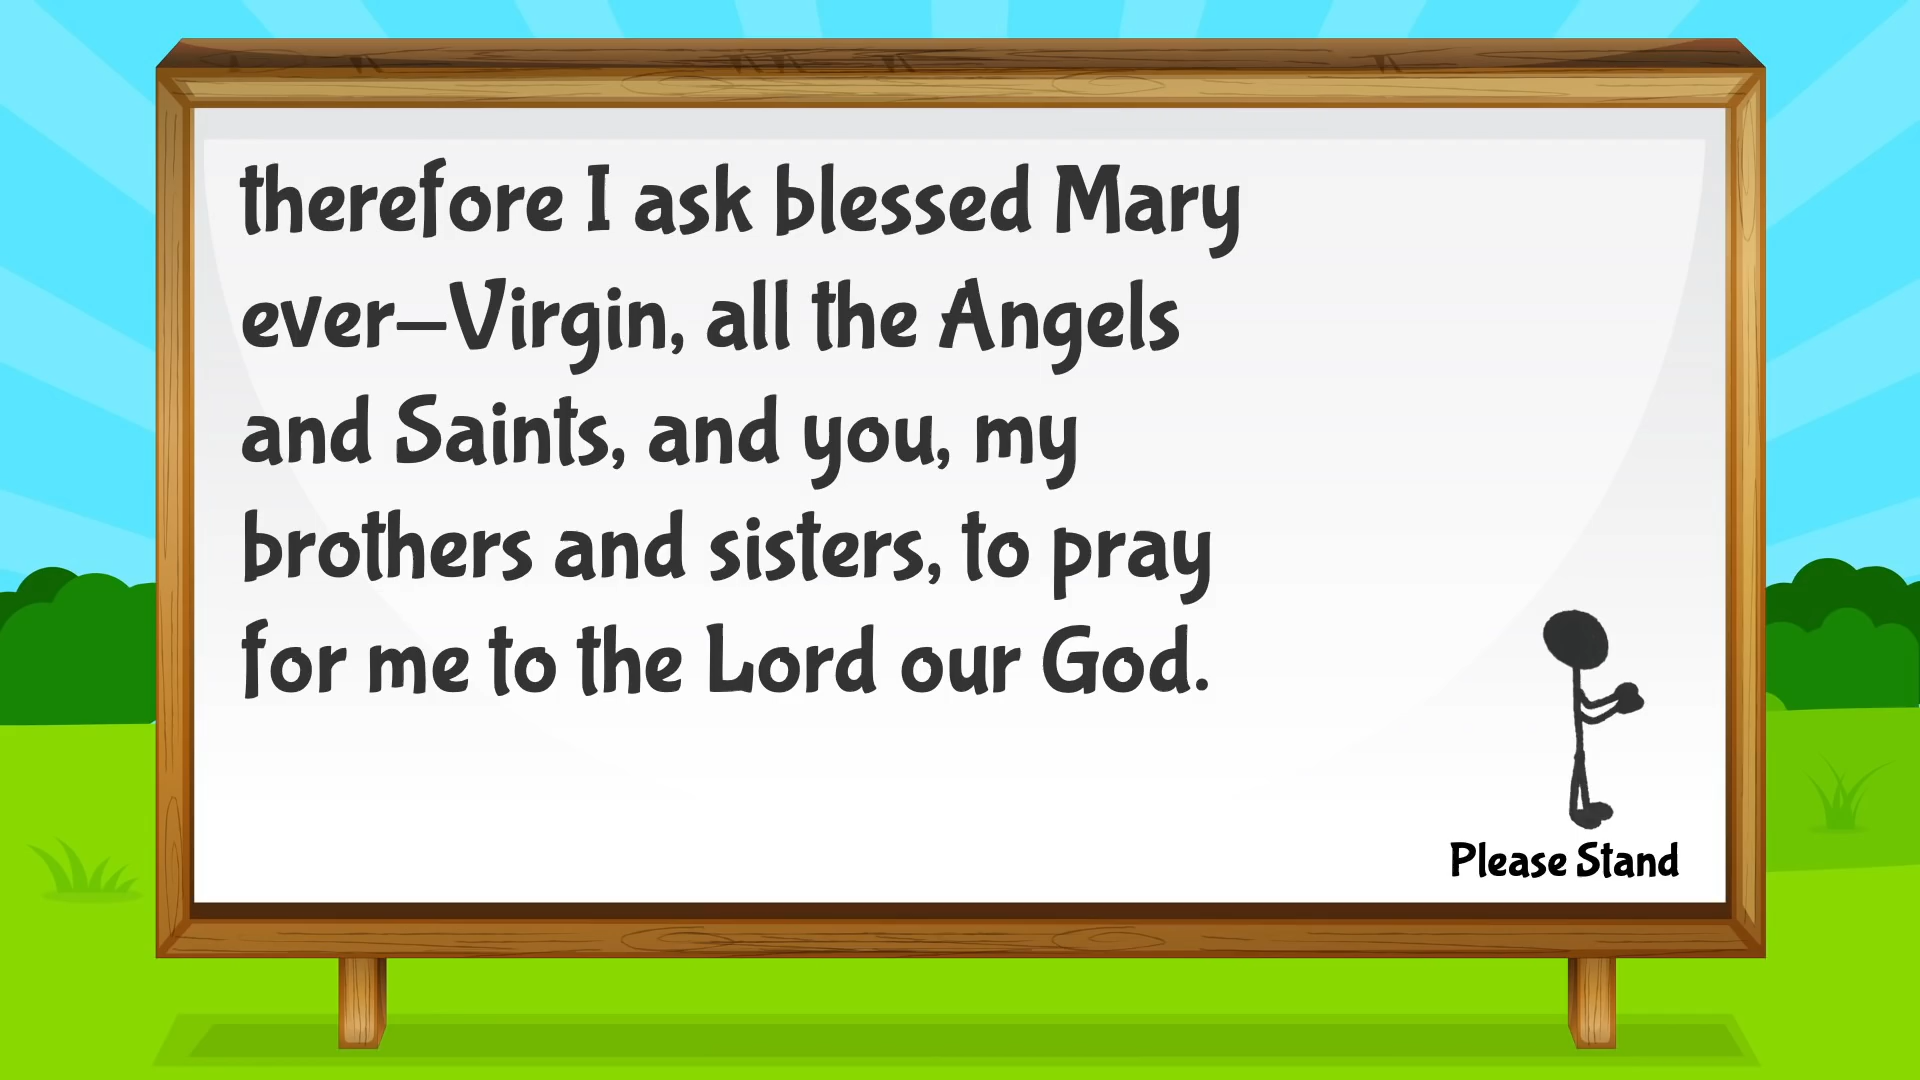 therefore I ask blessed Mary
ever–Virgin, all the Angels
and Saints, and you, my
brothers and sisters, to pray
for me to the Lord our God.
Please Stand